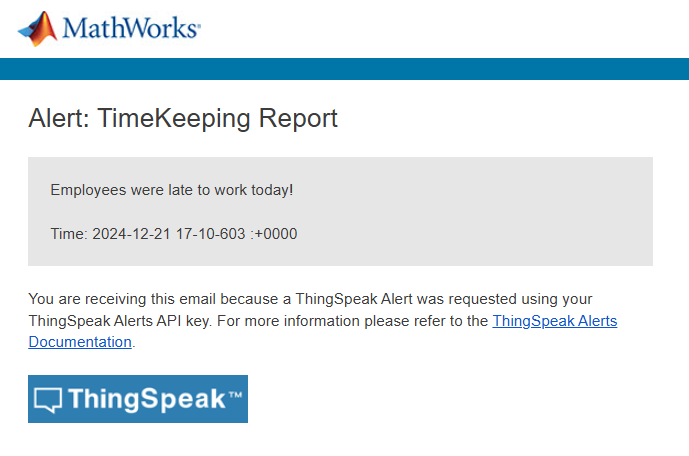 MathWorks®
Alert: TimeKeeping Report
Employees were late to work today!
Time: 2024-12-21 17-10-603 :+0000
You are receiving this email because a ThingSpeak Alert was requested using your
ThingSpeak Alerts API key. For more information please refer to the ThingSpeak Alerts
Documentation.
ThingSpeak™